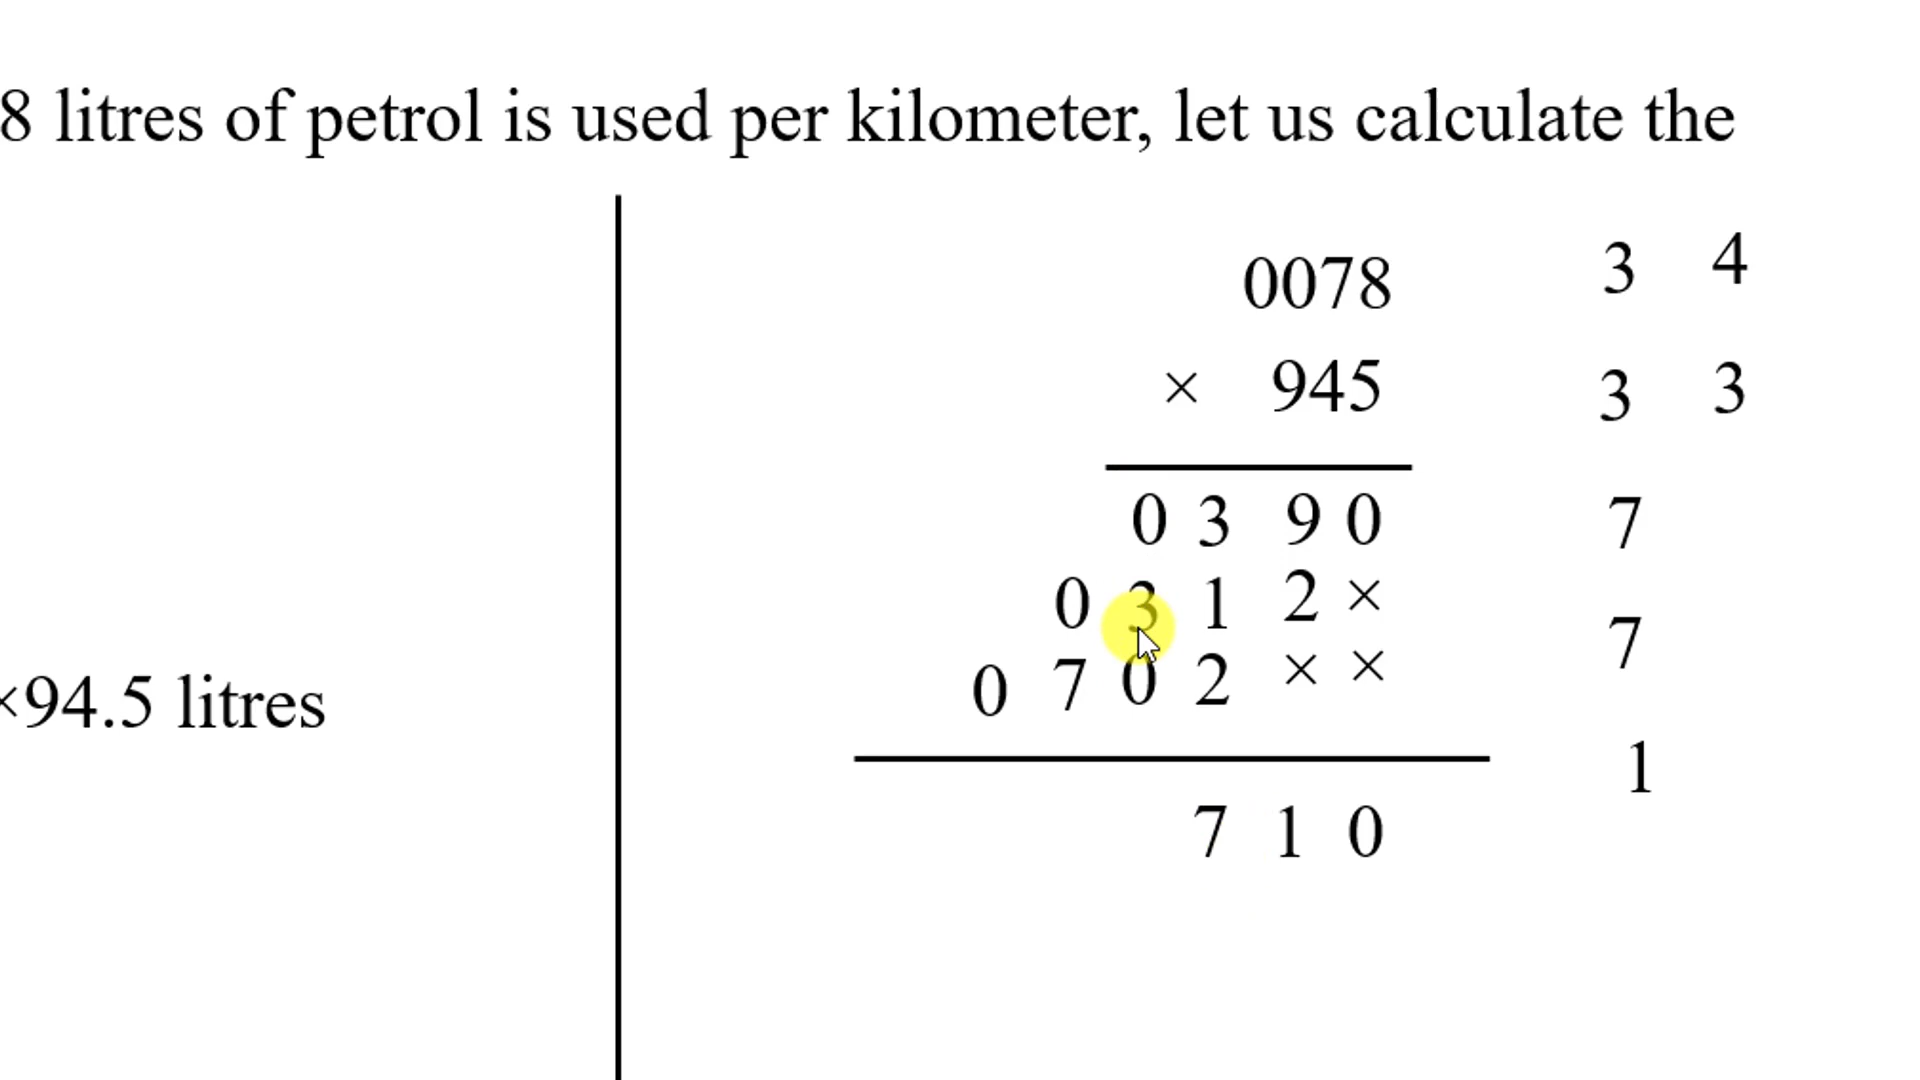 8 litres of petrol is used per kilometer, let us calculate the
0078 3 4
× 945 3 3
0 3 9 0 7
0 3 1 2 ×
7
0 7 0 2 × ×
×94.5 litres
1
7 1 0